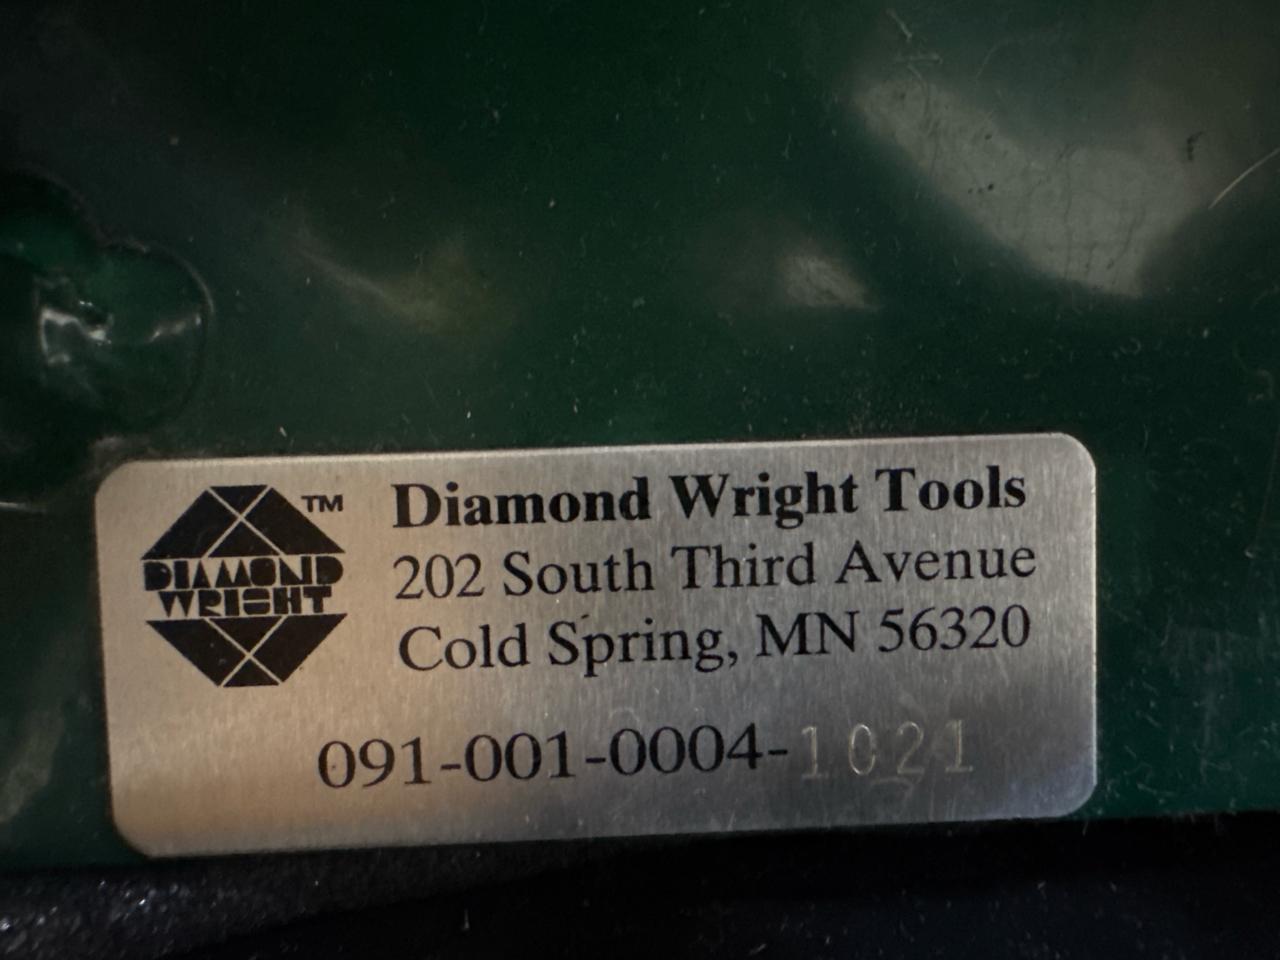 TM
DIAMOND
WRIGHT
Diamond Wright Tools
202 South Third Avenue
Cold Spring, MN 56320
091-001-0004-1021